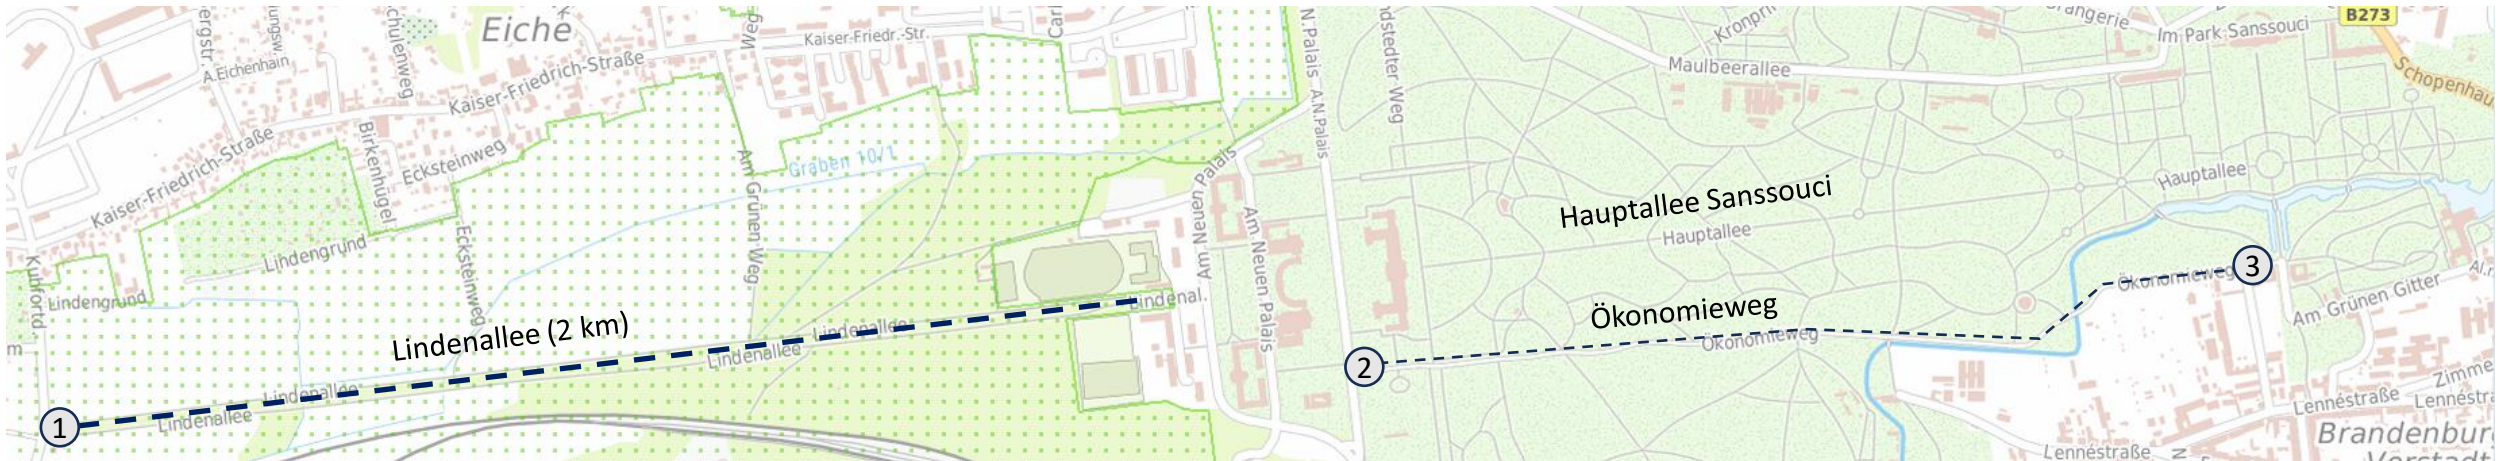 Eiche
Kaiser-Friedr.-Str.
A.Eichenhain
Kaiser-Friedrich-Straße
Kaiser-Friedrich-Straße
Birkenhügel
Ecksteinweg
Ecksteinweg
Lindengrund
Lindengrund
Am Grünen Weg
Graben 10/1
Lindenallee (2 km)
Lindenallee
Lindenallee
Lindenallee
Lindenallee
Lindenal.
1
Am Neuen Palais
Am Neuen Palais
N.Palais
A.N.Palais
Maulbeerallee
Im Park Sanssouci
B273
Hauptallee Sanssouci
Hauptallee
Hauptallee
Ökonomieweg
Ökonomieweg
Ökonomieweg
2
3
Am Grünen Gitter
Lennéstraße
Lennéstraße